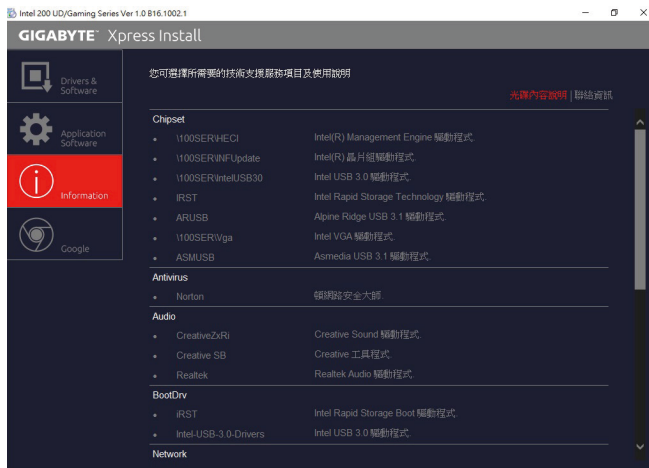 Intel 200 UD/Gaming Series Ver 1.0 B16.1002.1
GIGABYTE™ Xpress Install
Drivers &
Software
Application
Software
Information
Google
您可選擇所需要的技術支援服務項目及使用說明
光碟內容說明 | 聯絡資訊
Chipset
• \100SER\HECI Intel(R) Management Engine 驅動程式.
• \100SER\INFUpdate Intel(R) 晶片組驅動程式.
• \100SER\IntelUSB30 Intel USB 3.0 驅動程式.
• IRST Intel Rapid Storage Technology 驅動程式.
• ARUSB Alpine Ridge USB 3.1 驅動程式.
• \100SER\Vga Intel VGA 驅動程式.
• ASMUSB Asmedia USB 3.1 驅動程式.
Antivirus
• Norton 頓網路安全大師.
Audio
• CreativeZxRi Creative Sound 驅動程式.
• Creative SB Creative 工具程式.
• Realtek Realtek Audio 驅動程式.
BootDrv
• iRST Intel Rapid Storage Boot 驅動程式.
• Intel-USB-3.0-Drivers Intel USB 3.0 驅動程式.
Network